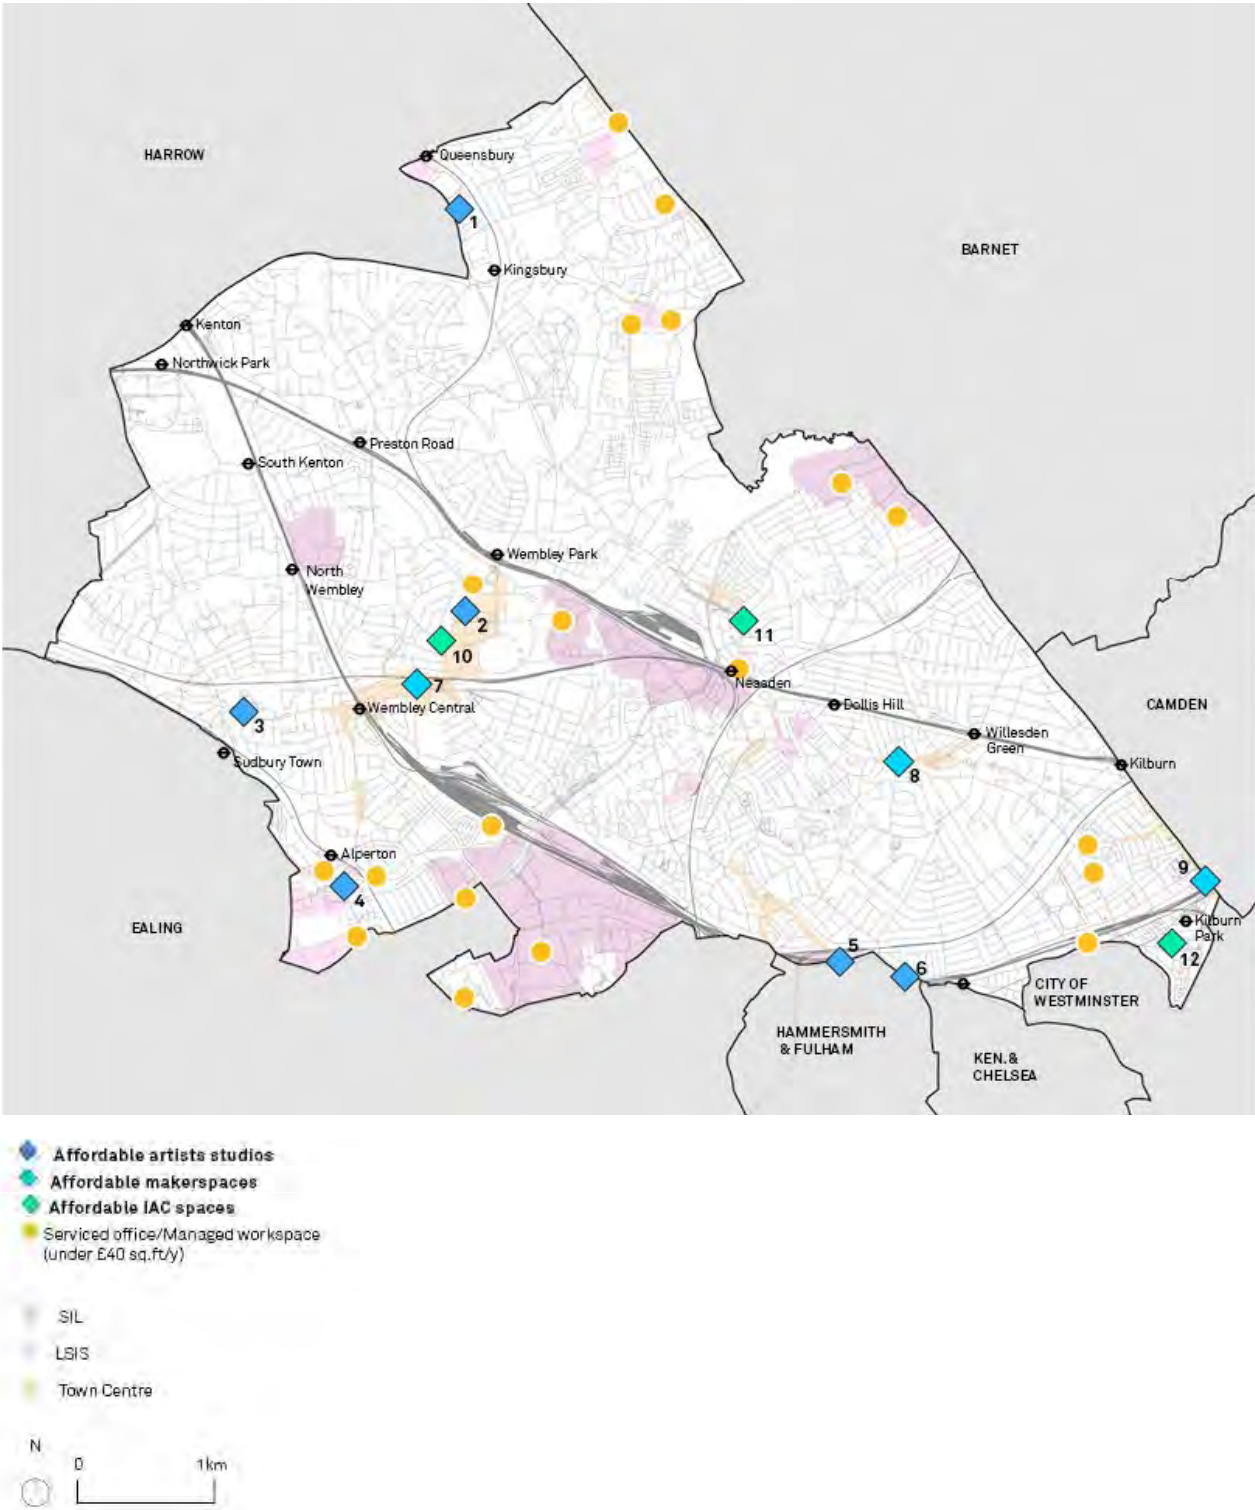 HARROW
Queensbury
1
BARNET
Kingsbury
Kenton
Northwick Park
Preston Road
South Kenton
Wembley Park
North
Wembley
2
11
10
Neasden
7
Wembley Central
Dollis Hill
CAMDEN
3
Willesden
Green
Sudbury Town
Kilburn
8
Alperton
9
4
Kilburn
Park
EALING
5
12
6
CITY OF
WESTMINSTER
HAMMERSMITH
& FULHAM
KEN. &
CHELSEA
Affordable artists studios
Affordable makerspaces
Affordable IAC spaces
Serviced office/Managed workspace
(under £40 sq.ft/y)
SIL
LSIS
Town Centre
N
0 1km